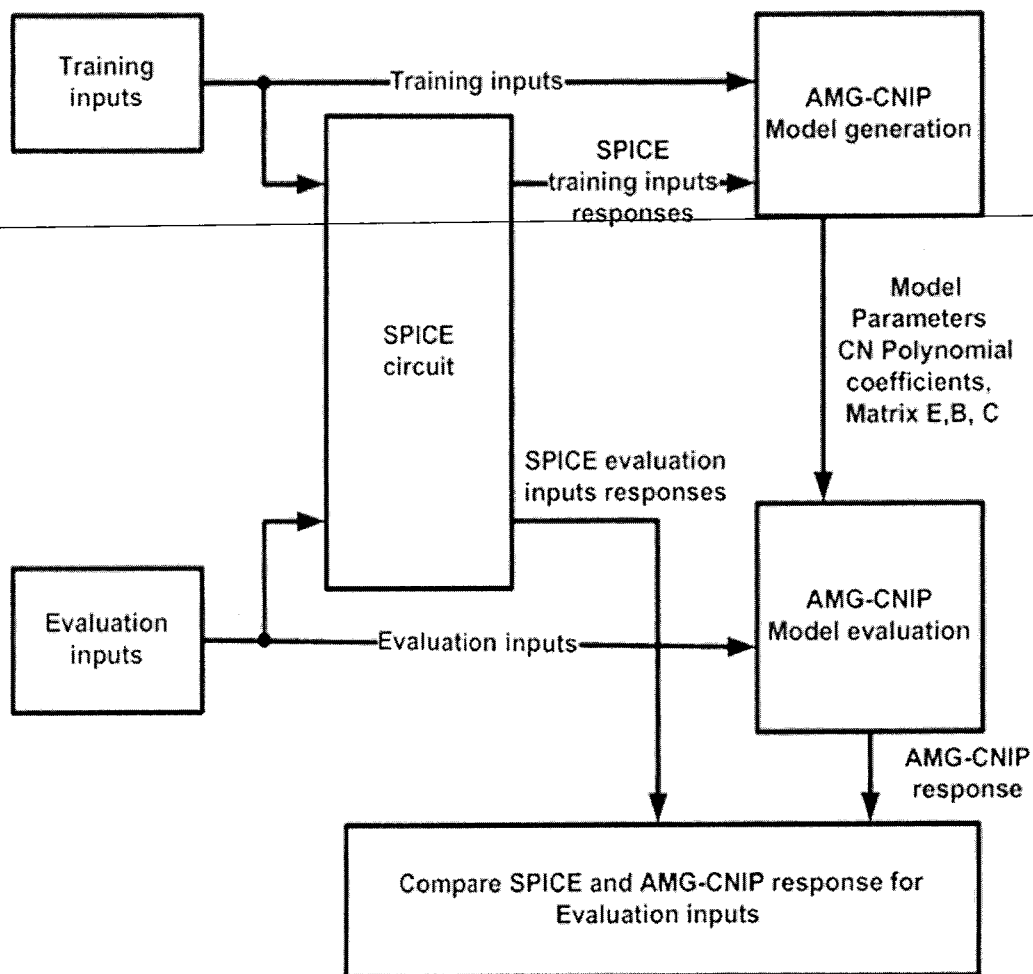 Training
inputs
Training inputs
AMG-CNIP
Model generation
SPICE
training inputs
responses
Model
Parameters
CN Polynomial
coefficients,
Matrix E,B, C
SPICE
circuit
SPICE evaluation
inputs responses
Evaluation
inputs
Evaluation inputs
AMG-CNIP
Model evaluation
AMG-CNIP
response
Compare SPICE and AMG-CNIP response for
Evaluation inputs